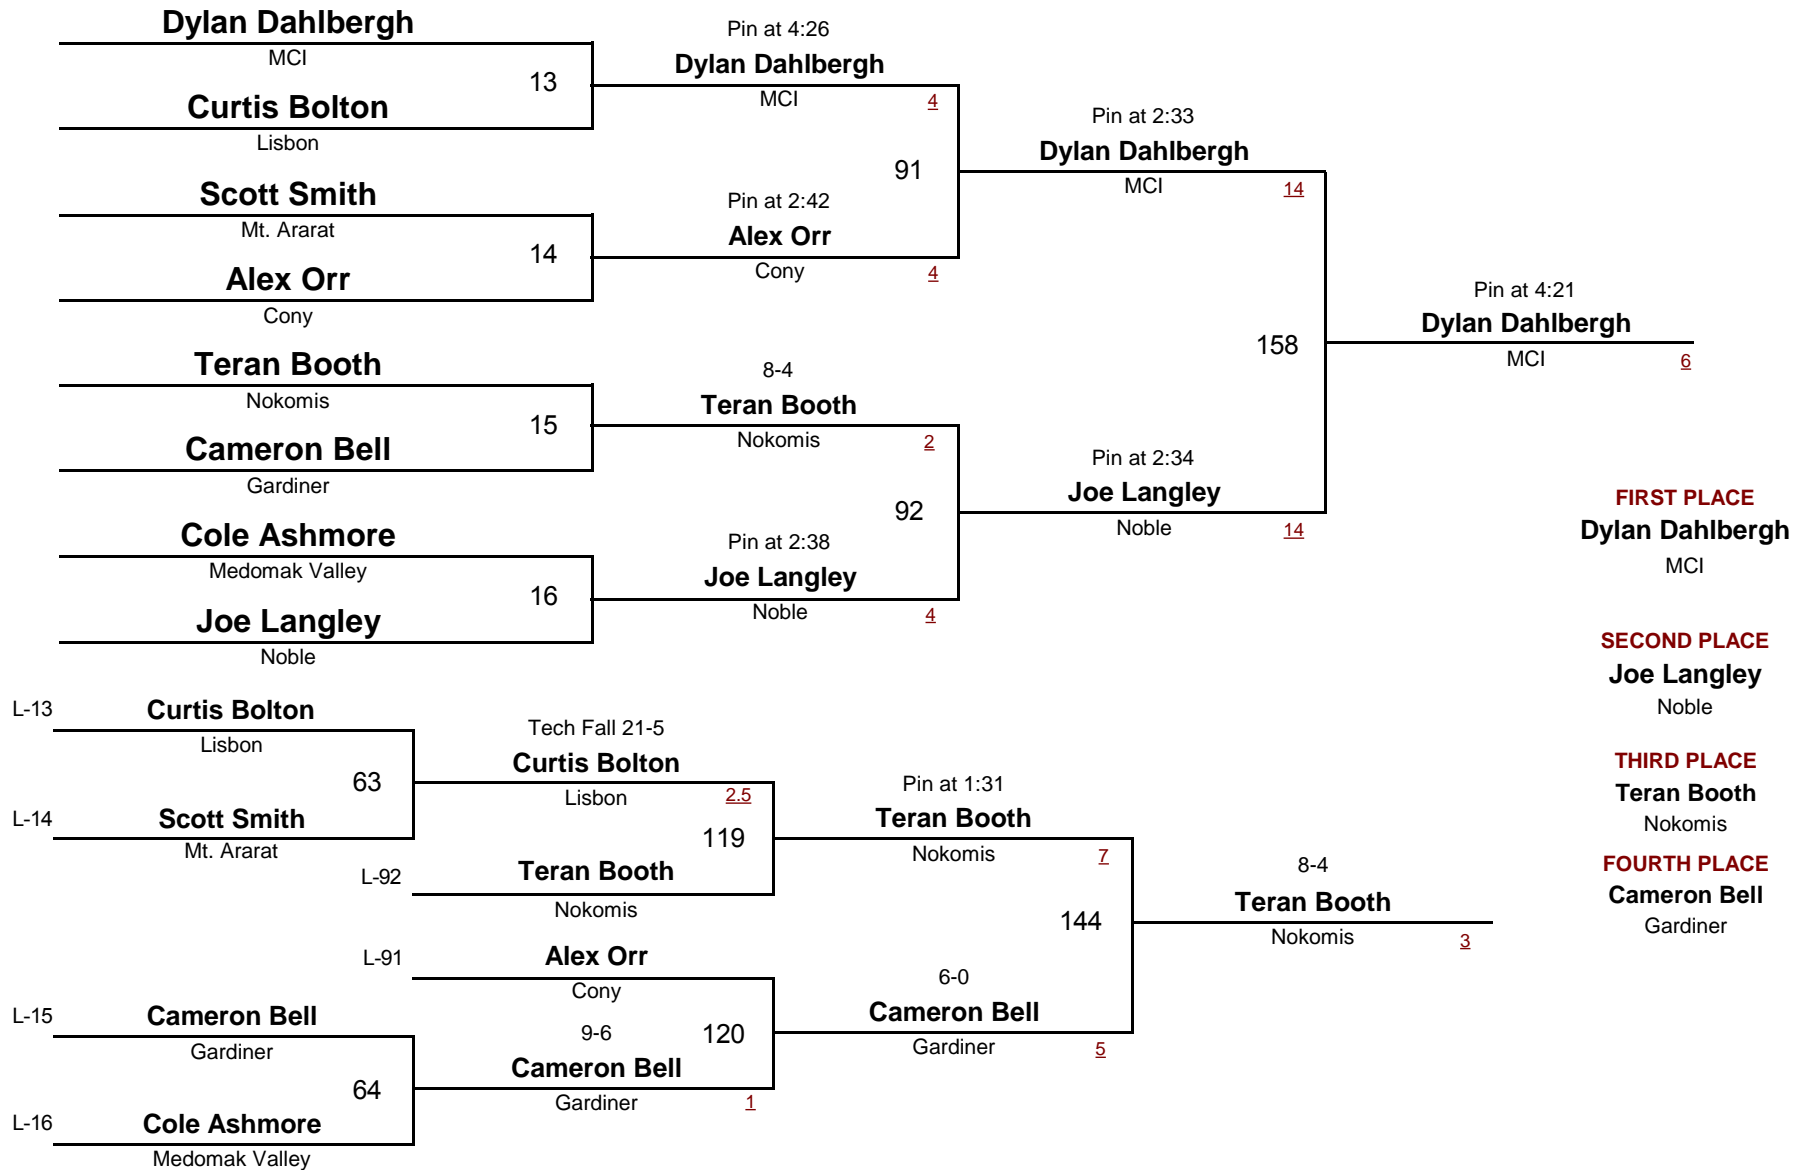 Dylan Dahlbergh
MCI
13
Curtis Bolton
Lisbon
Scott Smith
Mt. Ararat
14
Alex Orr
Cony
Teran Booth
Nokomis
15
Cameron Bell
Gardiner
Cole Ashmore
Medomak Valley
16
Joe Langley
Noble
Pin at 4:26
Dylan Dahlbergh
MCI
4
91
Pin at 2:42
Alex Orr
Cony
4
8-4
Teran Booth
Nokomis
2
92
Pin at 2:38
Joe Langley
Noble
4
Pin at 2:33
Dylan Dahlbergh
MCI
14
158
Pin at 2:34
Joe Langley
Noble
14
Pin at 4:21
Dylan Dahlbergh
MCI
6
FIRST PLACE
Dylan Dahlbergh
MCI
SECOND PLACE
Joe Langley
Noble
THIRD PLACE
Teran Booth
Nokomis
FOURTH PLACE
Cameron Bell
Gardiner
L-13
Curtis Bolton
Lisbon
63
L-14
Scott Smith
Mt. Ararat
L-15
Cameron Bell
Gardiner
64
L-16
Cole Ashmore
Medomak Valley
Tech Fall 21-5
Curtis Bolton
Lisbon
2.5
119
L-92
Teran Booth
Nokomis
L-91
Alex Orr
Cony
120
9-6
Cameron Bell
Gardiner
1
Pin at 1:31
Teran Booth
Nokomis
7
144
6-0
Cameron Bell
Gardiner
5
8-4
Teran Booth
Nokomis
3